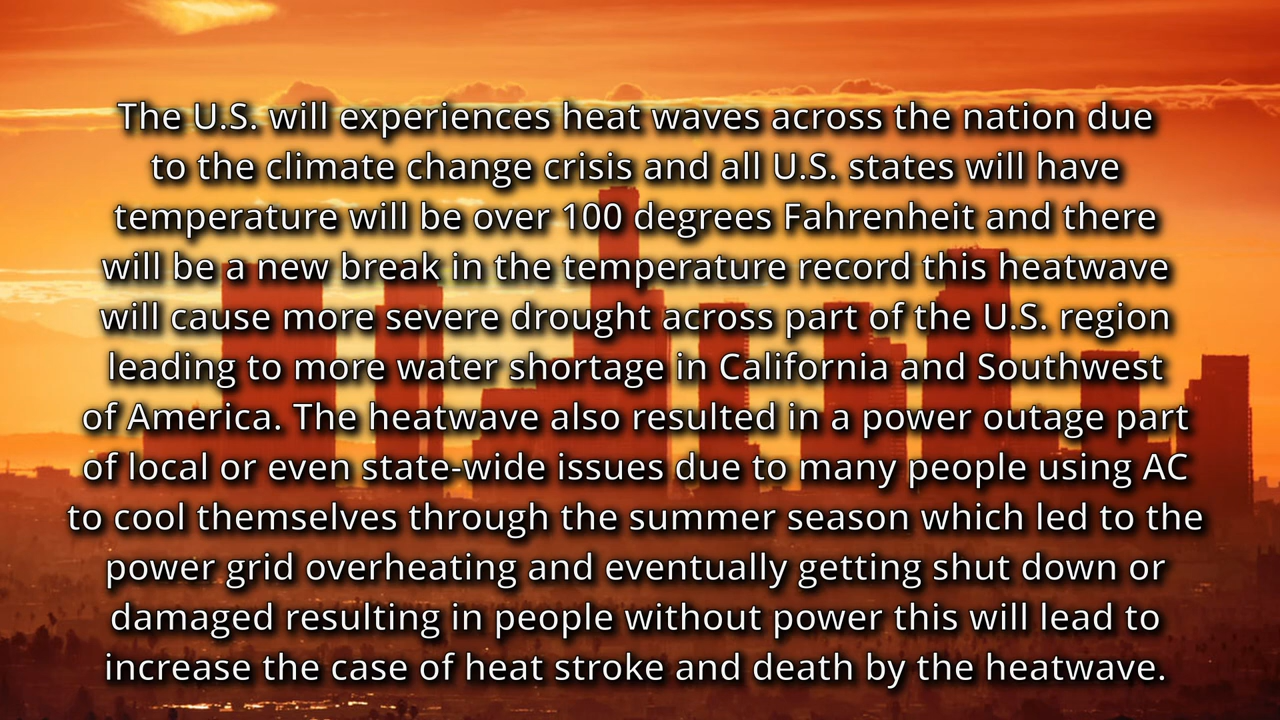 The U.S. will experiences heat waves across the nation due
to the climate change crisis and all U.S. states will have
temperature will be over 100 degrees Fahrenheit and there
will be a new break in the temperature record this heatwave
will cause more severe drought across part of the U.S. region
leading to more water shortage in California and Southwest
of America. The heatwave also resulted in a power outage part
of local or even state-wide issues due to many people using AC
to cool themselves through the summer season which led to the
power grid overheating and eventually getting shut down or
damaged resulting in people without power this will lead to
increase the case of heat stroke and death by the heatwave.